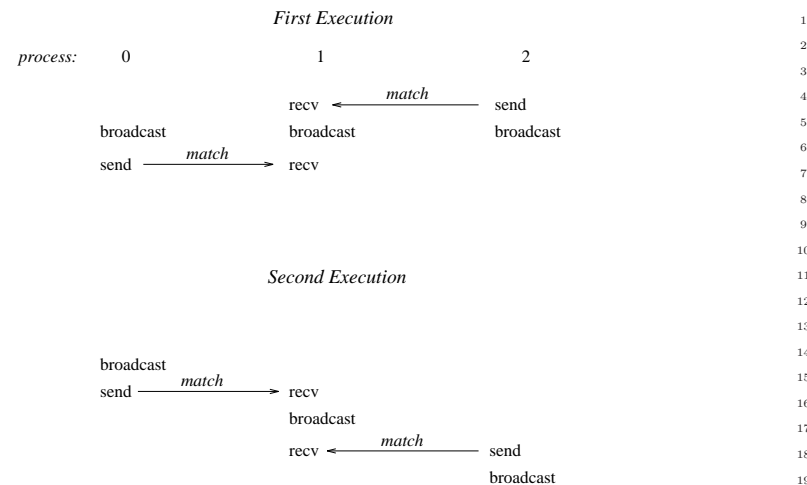 First Execution
process: 0 1 2
recv match send
broadcast broadcast broadcast
send match recv
Second Execution
broadcast
send match recv
broadcast
recv match send
broadcast
1
2
3
4
5
6
7
8
9
10
11
12
13
14
15
16
17
18
19